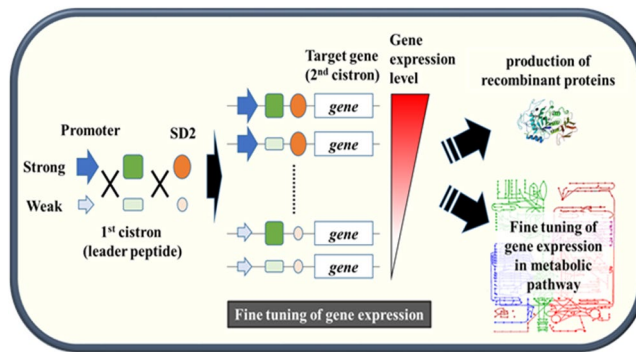 Promoter
SD2
Strong
Weak
1st cistron
(leader peptide)
Target gene
(2nd cistron)
gene
gene
gene
gene
Gene
expression
level
Fine tuning of gene expression
production of
recombinant proteins
Fine tuning of
gene expression
in metabolic
pathway